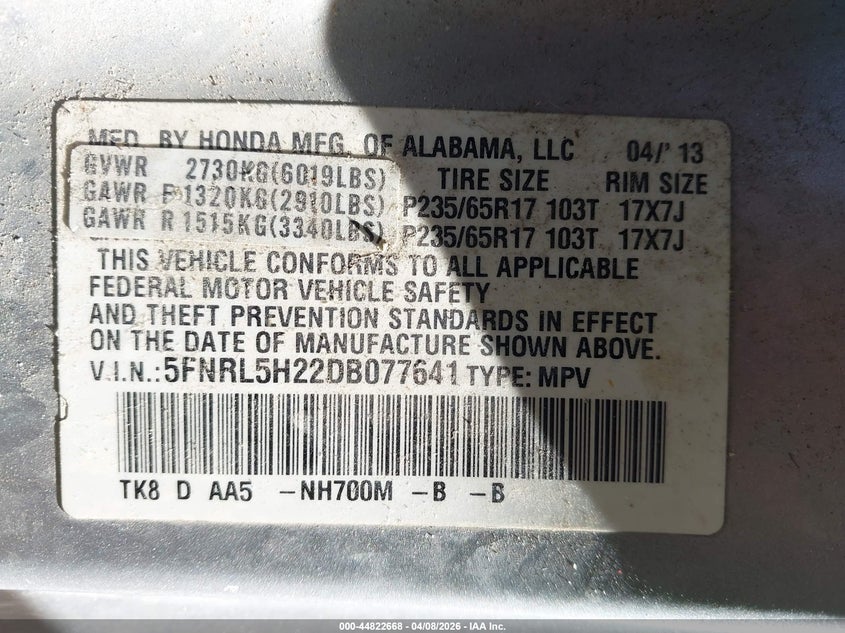 MFD. BY HONDA MFG. OF ALABAMA, LLC 04/'13
GVWR 2730KG(6019LBS) TIRE SIZE RIM SIZE
GAWR F 1320KG(2910LBS) P235/65R17 103T 17X7J
GAWR R 1515KG(3340LBS) P235/65R17 103T 17X7J
THIS VEHICLE CONFORMS TO ALL APPLICABLE
FEDERAL MOTOR VEHICLE SAFETY
AND THEFT PREVENTION STANDARDS IN EFFECT
ON THE DATE OF MANUFACTURE SHOWN ABOVE.
V.I.N.:5FNRL5H22DB077641 TYPE: MPV
TK8 D AA5 -NH700M -B -B
000-44822668 - 04/08/2026 - IAA Inc.